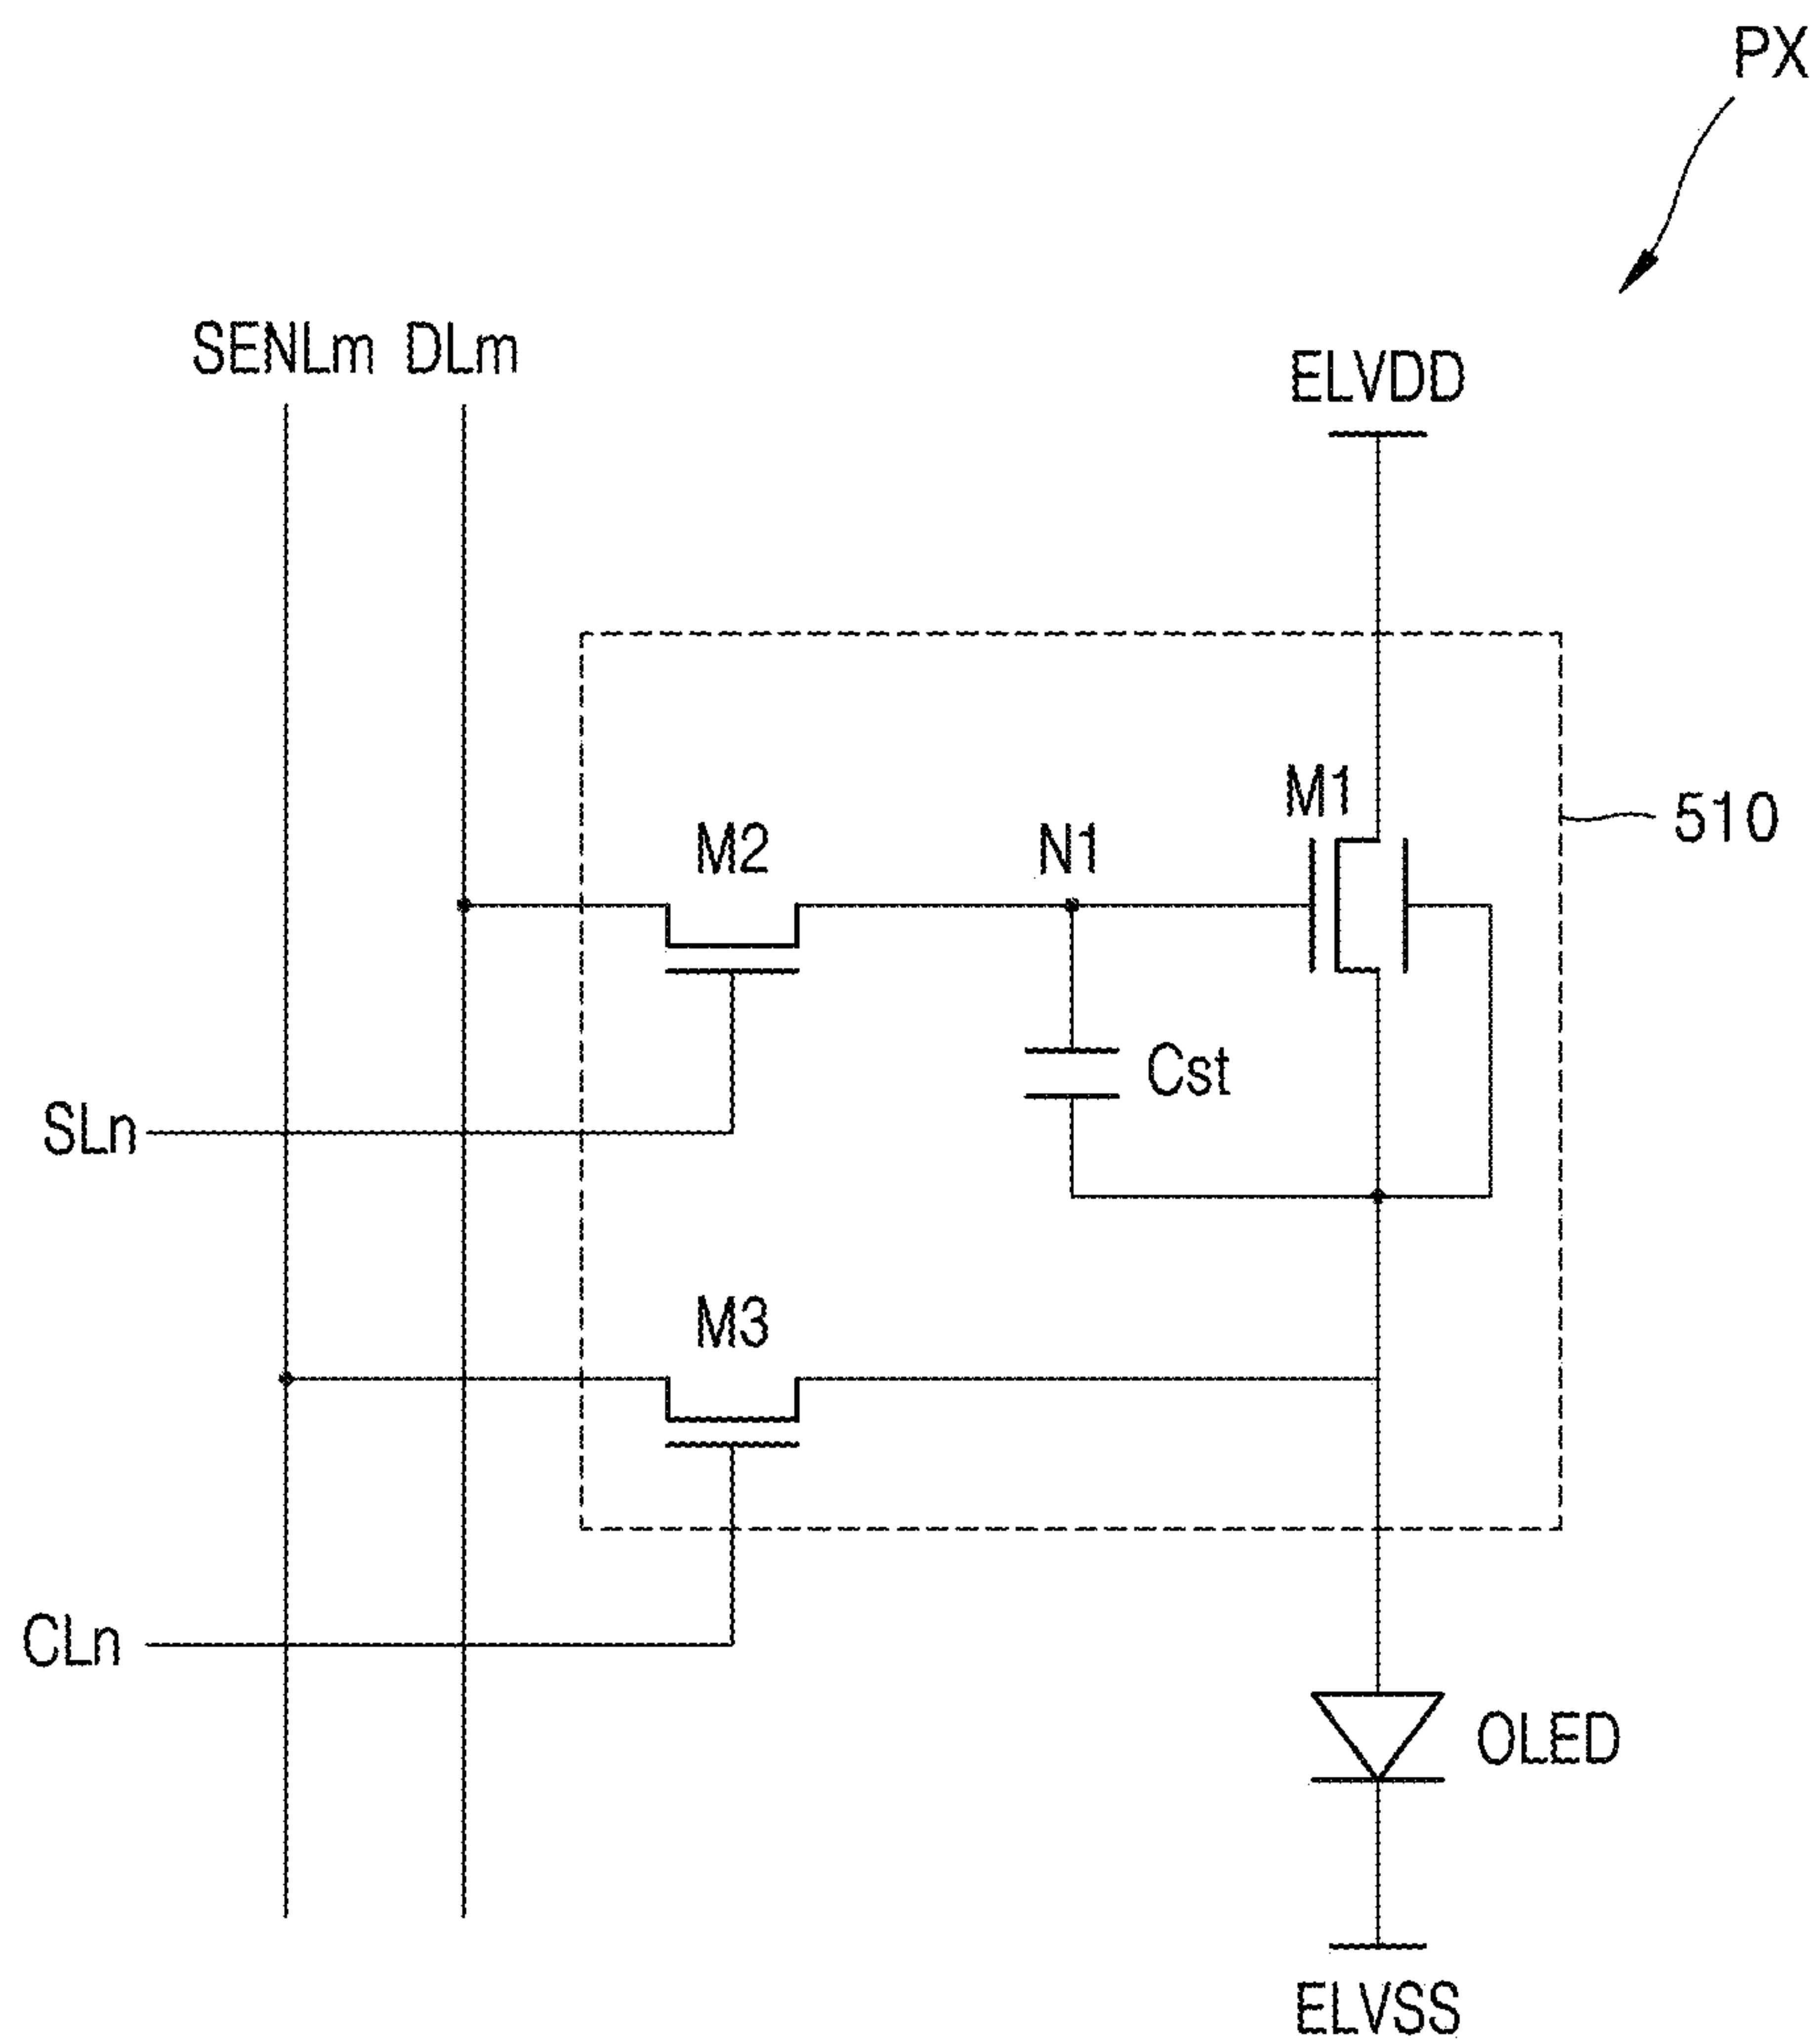 PX
SENLm DLm
ELVDD
M1
510
M2
N1
Cst
SLn
M3
CLn
OLED
ELVSS